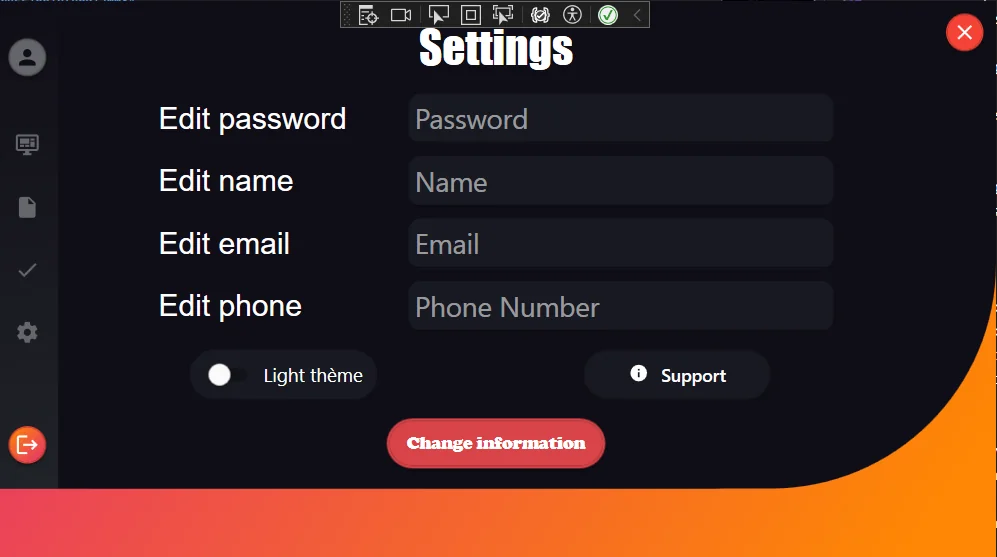 Settings
Edit password Password
Edit name Name
Edit email Email
Edit phone Phone Number
Light thème Support
Change information